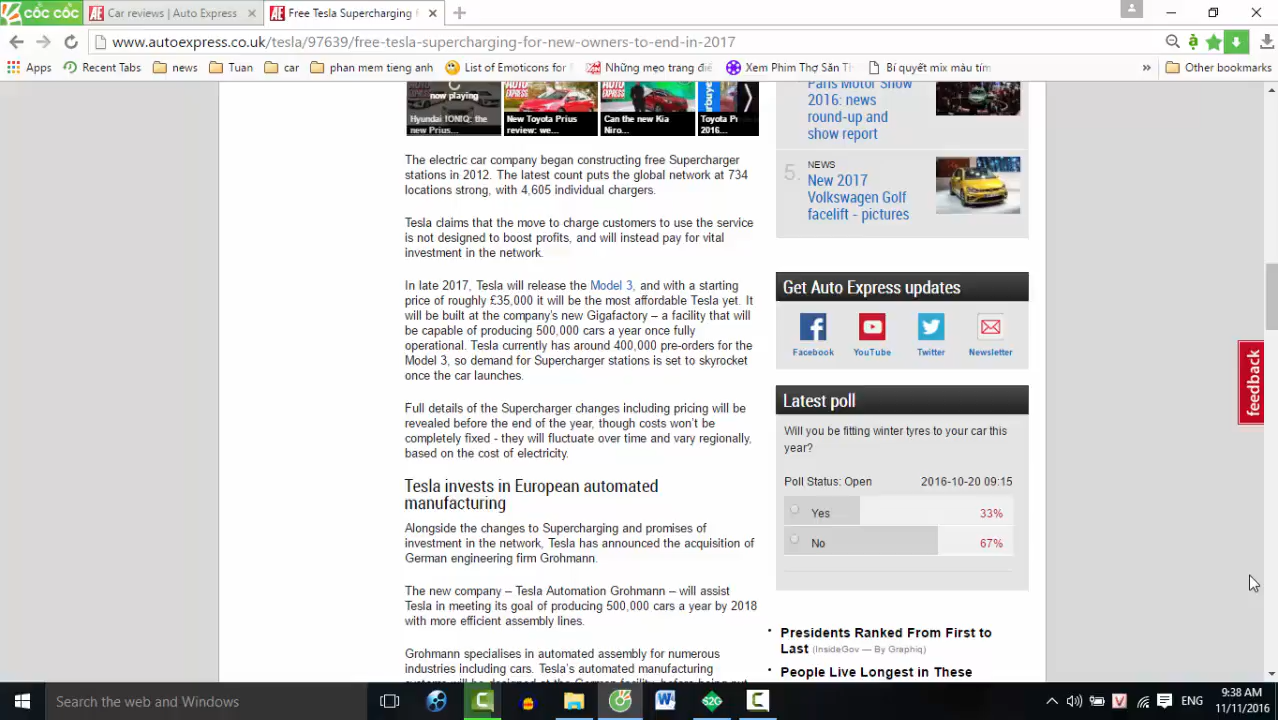 cốc cốc
Car reviews | Auto Express
Free Tesla Supercharging f
www.autoexpress.co.uk/tesla/97639/free-tesla-supercharging-for-new-owners-to-end-in-2017
Apps
Recent Tabs
news
Tuan
car
phan mem tieng anh
List of Emoticons for F
Những mẹo trang điể
Xem Phim Thợ Săn Th
Bí quyết mix màu tím
»
Other bookmarks
now playing
Hyundai IONIQ: the
new Prius...
New Toyota Prius
review: we...
Can the new Kia
Niro...
Toyota P
2016...
The electric car company began constructing free Supercharger
stations in 2012. The latest count puts the global network at 734
locations strong, with 4,605 individual chargers.
Tesla claims that the move to charge customers to use the service
is not designed to boost profits, and will instead pay for vital
investment in the network.
In late 2017, Tesla will release the Model 3, and with a starting
price of roughly £35,000 it will be the most affordable Tesla yet. It
will be built at the company's new Gigafactory – a facility that will
be capable of producing 500,000 cars a year once fully
operational. Tesla currently has around 400,000 pre-orders for the
Model 3, so demand for Supercharger stations is set to skyrocket
once the car launches.
Full details of the Supercharger changes including pricing will be
revealed before the end of the year, though costs won't be
completely fixed - they will fluctuate over time and vary regionally,
based on the cost of electricity.
Tesla invests in European automated
manufacturing
Alongside the changes to Supercharging and promises of
investment in the network, Tesla has announced the acquisition of
German engineering firm Grohmann.
The new company – Tesla Automation Grohmann – will assist
Tesla in meeting its goal of producing 500,000 cars a year by 2018
with more efficient assembly lines.
Grohmann specialises in automated assembly for numerous
industries including cars. Tesla's automated manufacturing
systems will be designed at the German facility, before being put
Paris Motor Show
2016: news
round-up and
show report
5.
NEWS
New 2017
Volkswagen Golf
facelift - pictures
Get Auto Express updates
Facebook
YouTube
Twitter
Newsletter
Latest poll
Will you be fitting winter tyres to your car this
year?
Poll Status: Open
2016-10-20 09:15
Yes
33%
No
67%
Presidents Ranked From First to
Last (InsideGov — By Graphiq)
People Live Longest in These
feedback
Search the web and Windows
ENG
9:38 AM
11/11/2016